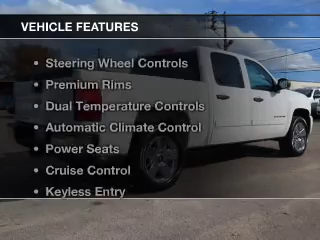 VEHICLE FEATURES
• Steering Wheel Controls
• Premium Rims
• Dual Temperature Controls
• Automatic Climate Control
• Power Seats
• Cruise Control
• Keyless Entry